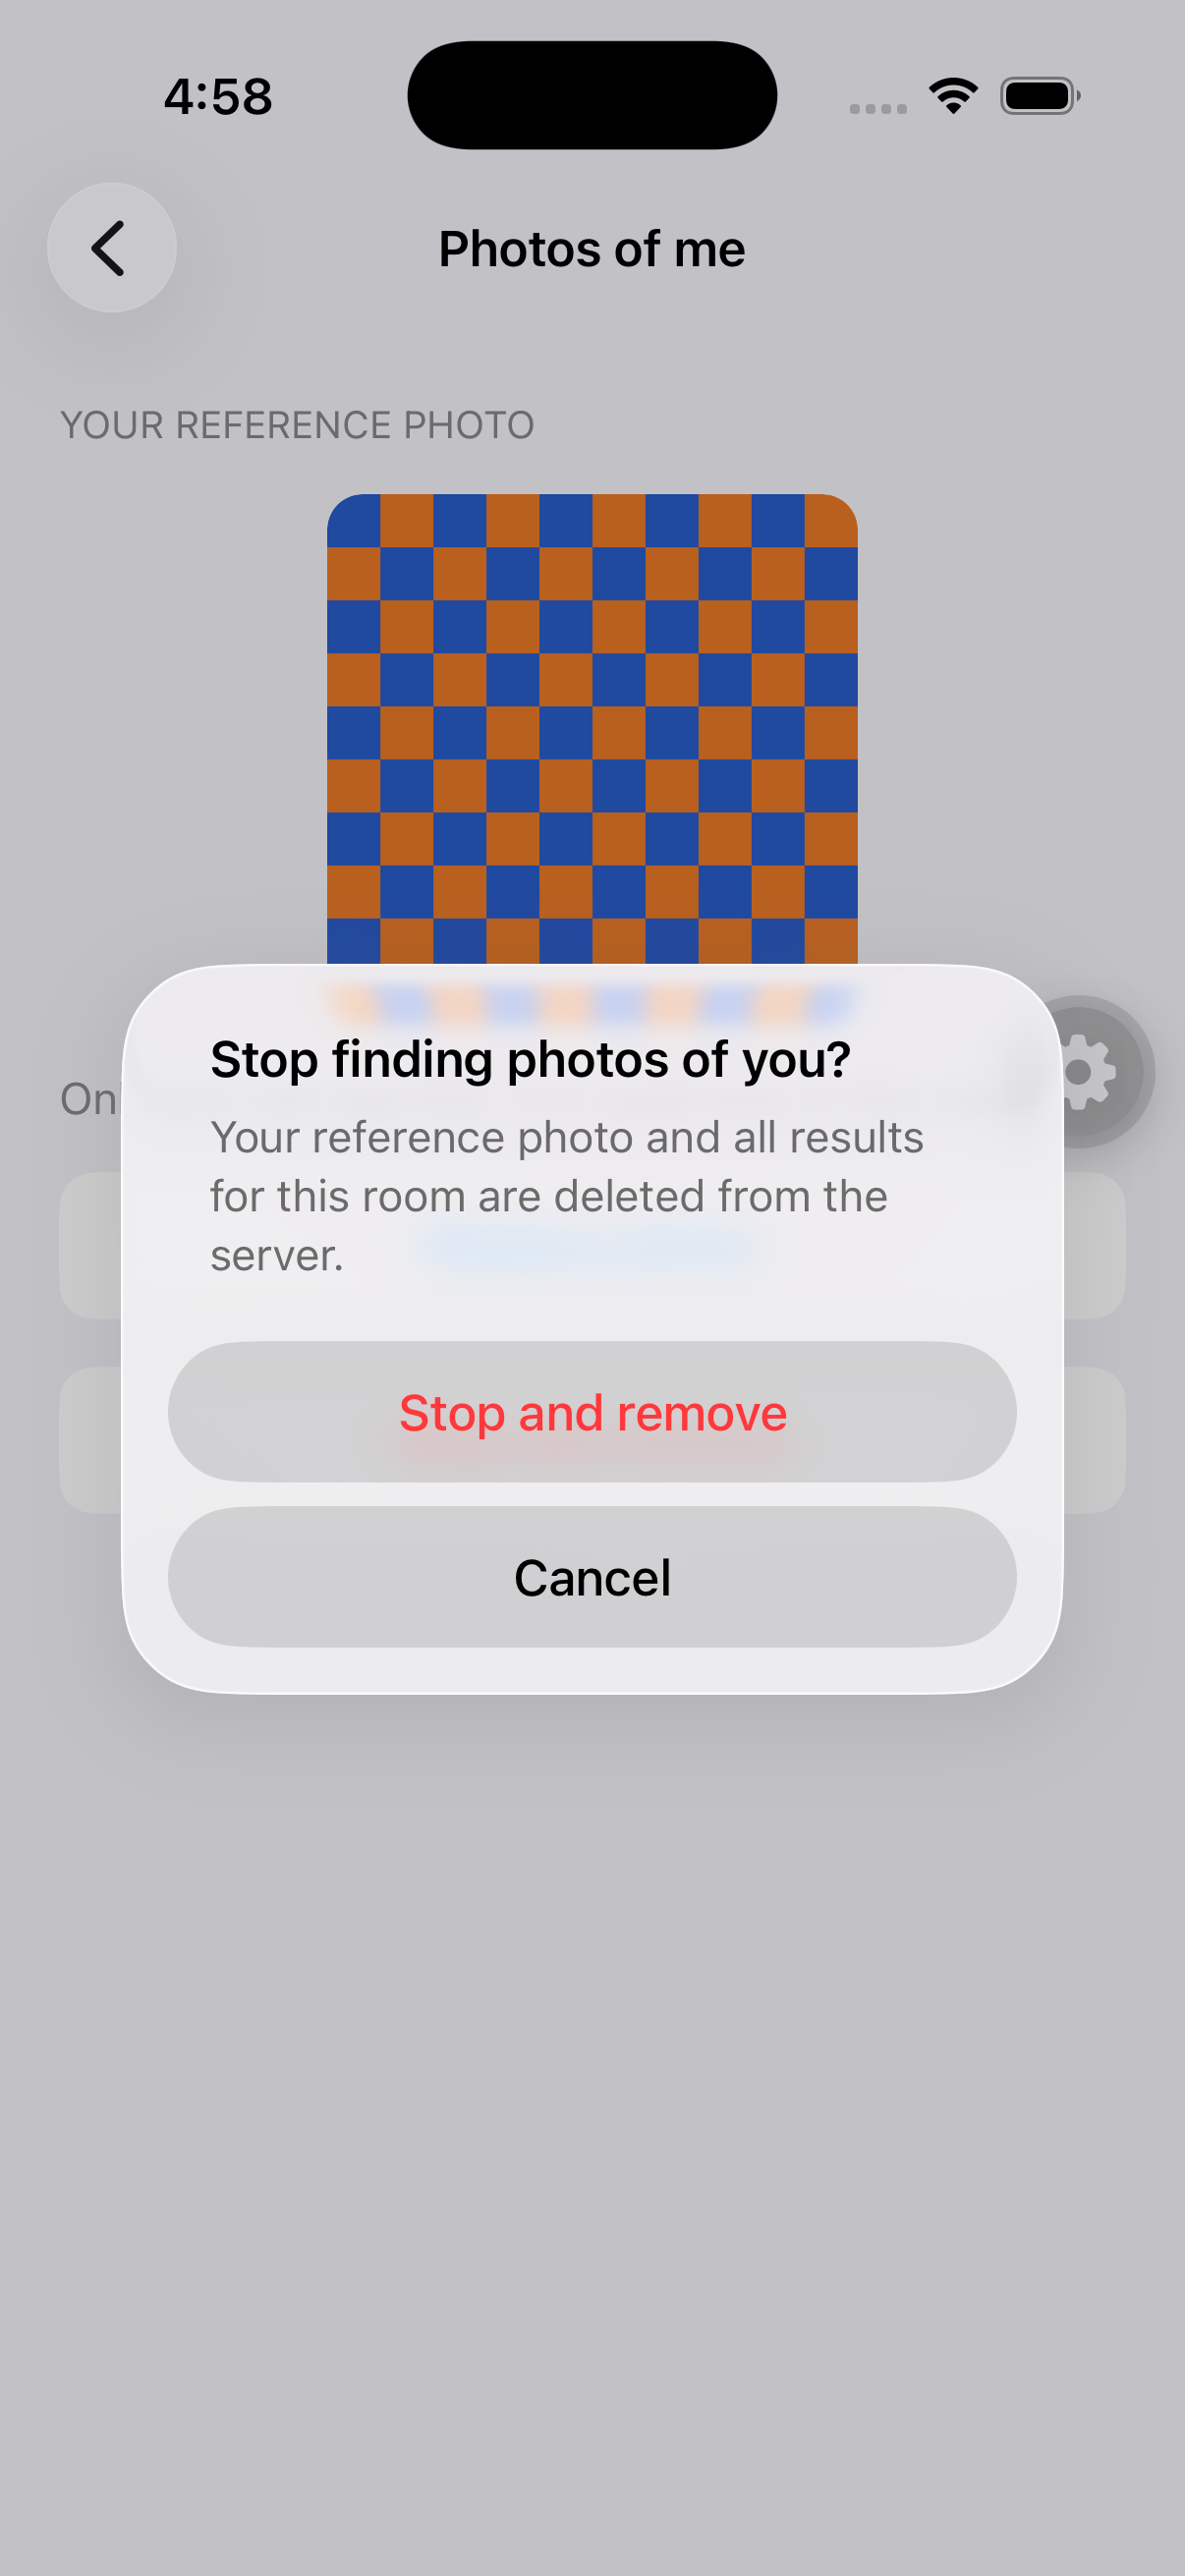 4:58
Photos of me
YOUR REFERENCE PHOTO
Stop finding photos of you?
Your reference photo and all results
for this room are deleted from the
server.
Stop and remove
Cancel